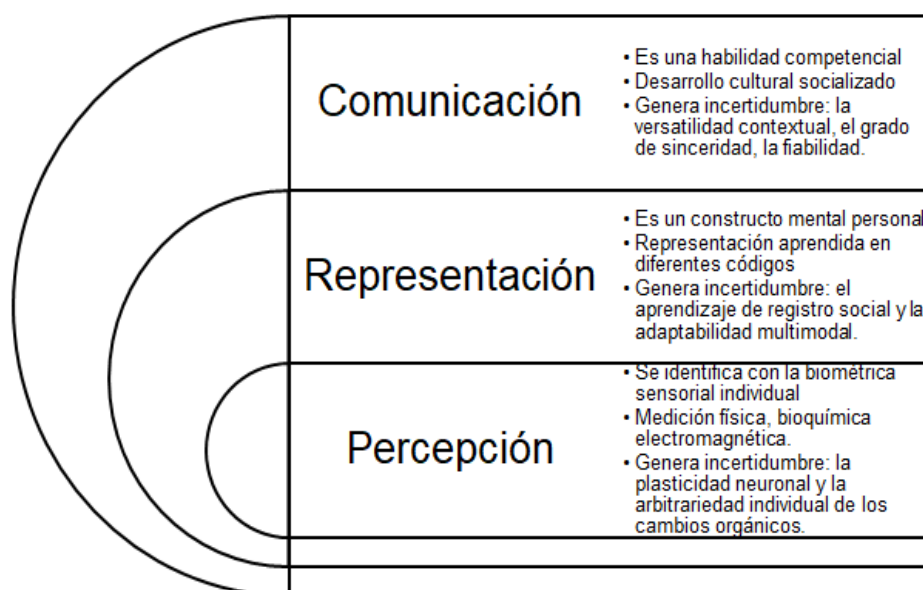 Comunicación
• Es una habilidad competencial
• Desarrollo cultural socializado
• Genera incertidumbre: la
versatilidad contextual, el grado
de sinceridad, la fiabilidad.
Representación
• Es un constructo mental personal
• Representación aprendida en
diferentes códigos
• Genera incertidumbre: el
aprendizaje de registro social y la
adaptabilidad multimodal.
Percepción
• Se identifica con la biométrica
sensorial individual
• Medición física, bioquímica
electromagnética.
• Genera incertidumbre: la
plasticidad neuronal y la
arbitrariedad individual de los
cambios orgánicos.